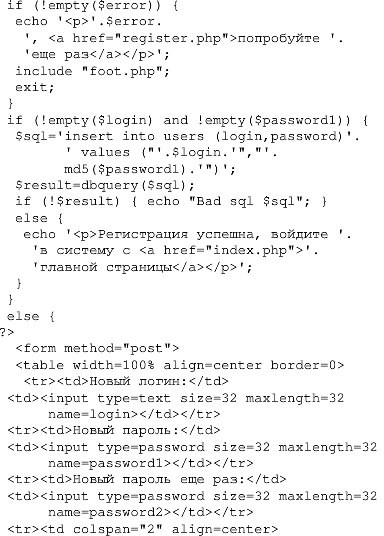 if (!empty($error)) {
 echo '<p>'.$error.
  ', <a href="register.php">попробуйте '.
  'еще раз</a></p>';
 include "foot.php";
 exit;
}
if (!empty($login) and !empty($password1)) {
 $sql='insert into users (login,password)'.
      ' values ("'.$login.'","'.
      md5($password1).'")';
 $result=dbquery($sql);
 if (!$result) { echo "Bad sql $sql"; }
 else {
  echo '<p>Регистрация успешна, войдите '.
   'в систему с <a href="index.php">'.
   'главной страницы</a></p>';
 }
}
else {
?>
 <form method="post">
 <table width=100% align=center border=0>
  <tr><td>Новый логин:</td>
<td><input type=text size=32 maxlength=32
     name=login></td></tr>
<tr><td>Новый пароль:</td>
<td><input type=password size=32 maxlength=32
     name=password1></td></tr>
<tr><td>Новый пароль еще раз:</td>
<td><input type=password size=32 maxlength=32
     name=password2></td></tr>
<tr><td colspan="2" align=center>